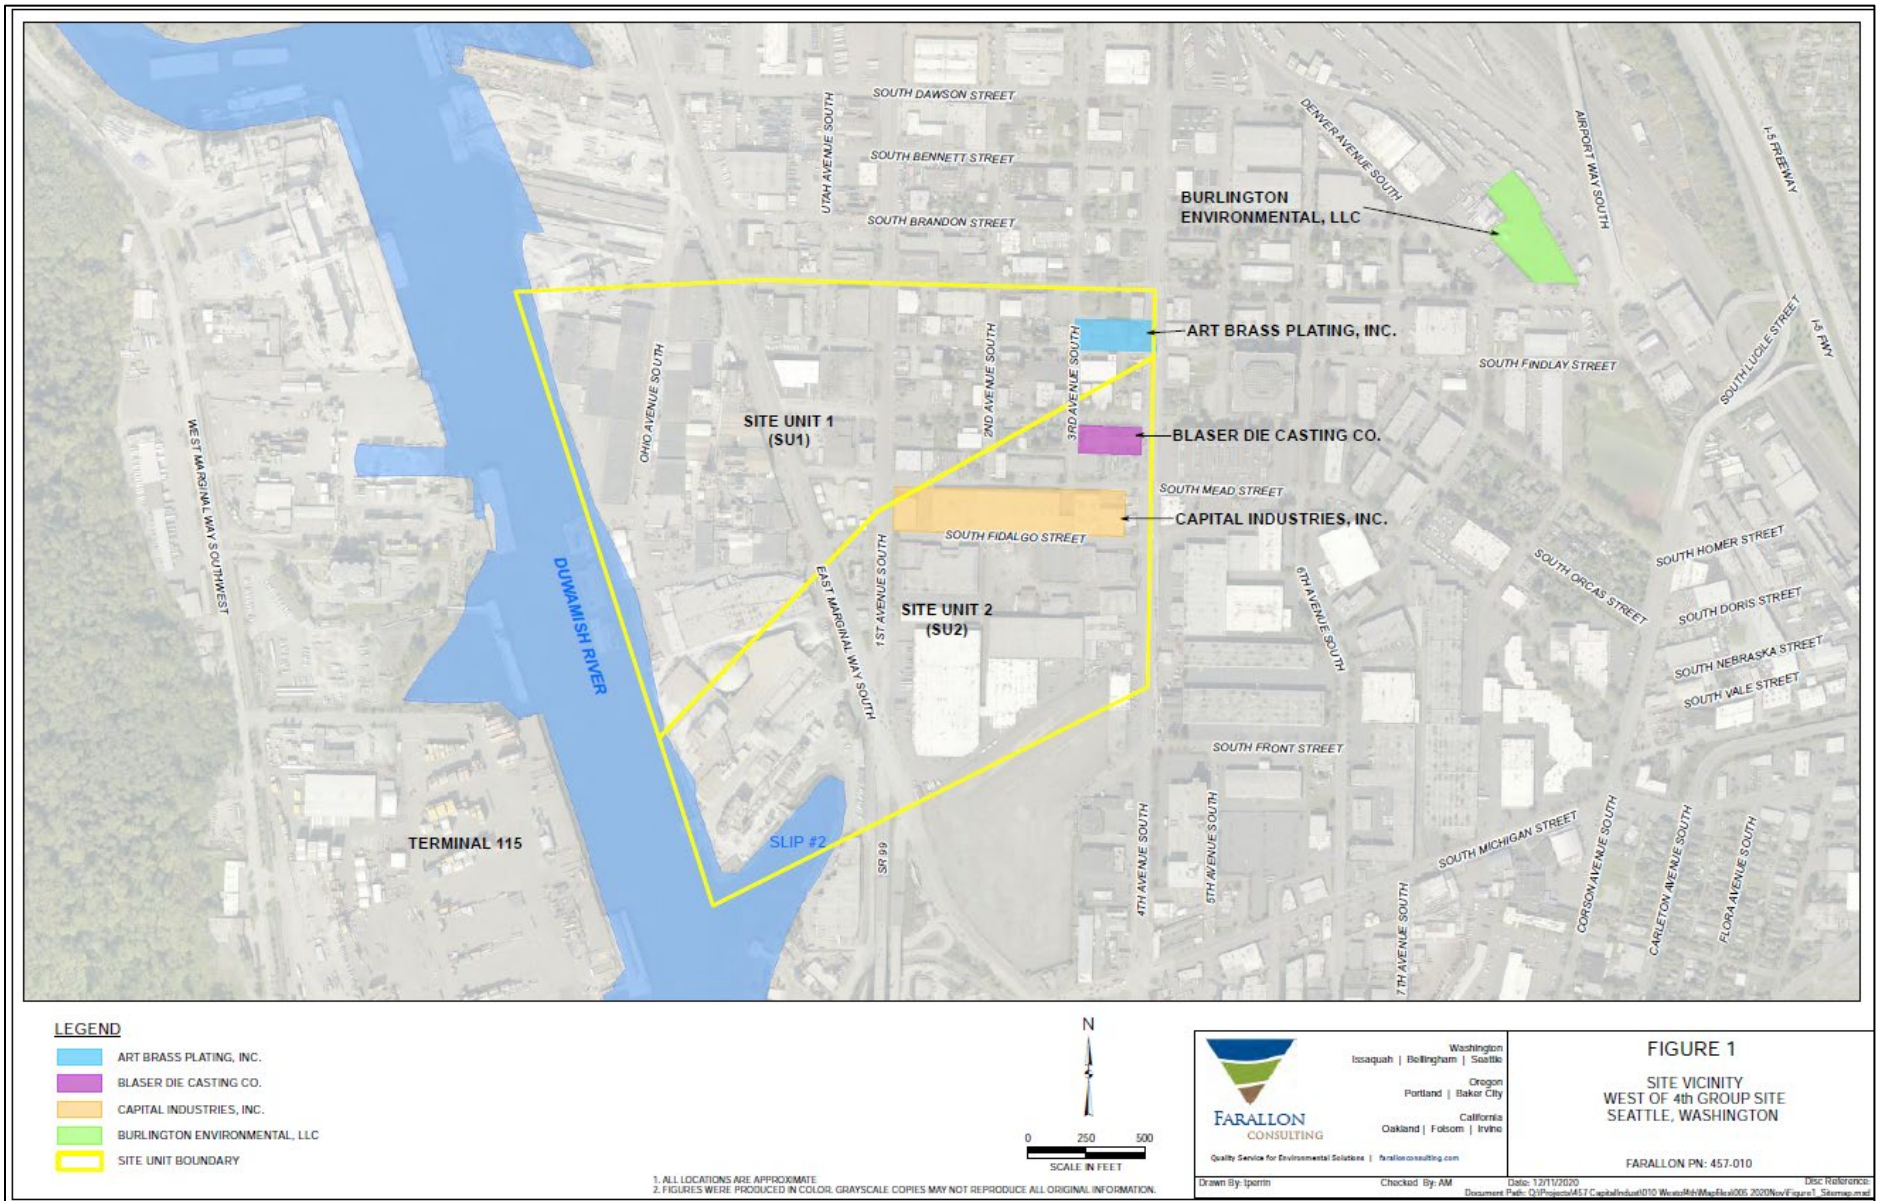 SOUTH DAWSON STREET
UTAH AVENUE SOUTH
DENVER AVENUE SOUTH
AIRPORT WAY SOUTH
I-5 FREEWAY
SOUTH BENNETT STREET
BURLINGTON
ENVIRONMENTAL, LLC
SOUTH BRANDON STREET
ART BRASS PLATING, INC.
SOUTH LUCILE STREET
I-5 FWY
OHIO AVENUE SOUTH
2ND AVENUE SOUTH
3RD AVENUE SOUTH
SOUTH FINDLAY STREET
SITE UNIT 1
(SU1)
BLASER DIE CASTING CO.
WEST MARGINAL WAY SOUTHWEST
SOUTH MEAD STREET
CAPITAL INDUSTRIES, INC.
SOUTH FIDALGO STREET
SOUTH HOMER STREET
SOUTH ORCAS STREET
DUWAMISH RIVER
EAST MARGINAL WAY SOUTH
1ST AVENUE SOUTH
SITE UNIT 2
(SU2)
6TH AVENUE SOUTH
SOUTH DORIS STREET
SOUTH NEBRASKA STREET
SOUTH VALE STREET
SOUTH FRONT STREET
TERMINAL 115
SLIP #2
SR 99
4TH AVENUE SOUTH
5TH AVENUE SOUTH
SOUTH MICHIGAN STREET
7TH AVENUE SOUTH
CORSON AVENUE SOUTH
CARLETON AVENUE SOUTH
FLORA AVENUE SOUTH
LEGEND
ART BRASS PLATING, INC.
BLASER DIE CASTING CO.
CAPITAL INDUSTRIES, INC.
BURLINGTON ENVIRONMENTAL, LLC
SITE UNIT BOUNDARY
N
0 250 500
SCALE IN FEET
1. ALL LOCATIONS ARE APPROXIMATE
2. FIGURES WERE PRODUCED IN COLOR. GRAYSCALE COPIES MAY NOT REPRODUCE ALL ORIGINAL INFORMATION.
FARALLON
CONSULTING
Quality Service for Environmental Solutions | farallonconsulting.com
Washington
Issaquah | Bellingham | Seattle
Oregon
Portland | Baker City
California
Oakland | Folsom | Irvine
FIGURE 1
SITE VICINITY
WEST OF 4th GROUP SITE
SEATTLE, WASHINGTON
FARALLON PN: 457-010
Drawn By: lperrin
Checked By: AM
Date: 12/11/2020
Disc Reference:
Document Path: